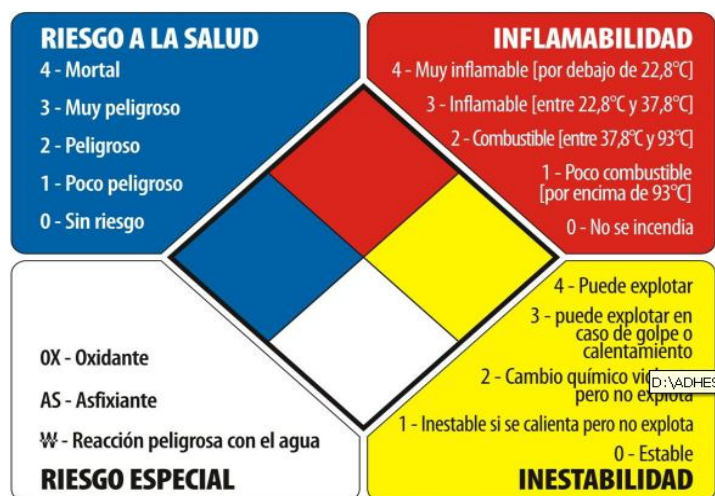 RIESGO A LA SALUD
4 - Mortal
3 - Muy peligroso
2 - Peligroso
1 - Poco peligroso
0 - Sin riesgo
INFLAMABILIDAD
4 - Muy inflamable [por debajo de 22,8°C]
3 - Inflamable [entre 22,8°C y 37,8°C]
2 - Combustible [entre 37,8°C y 93°C]
1 - Poco combustible
[por encima de 93°C]
0 - No se incendia
OX - Oxidante
AS - Asfixiante
W - Reacción peligrosa con el agua
RIESGO ESPECIAL
4 - Puede explotar
3 - puede explotar en
caso de golpe o
calentamiento
2 - Cambio químico
pero no explota
D:\ADHES
1 - Inestable si se calienta pero no explota
0 - Estable
INESTABILIDAD